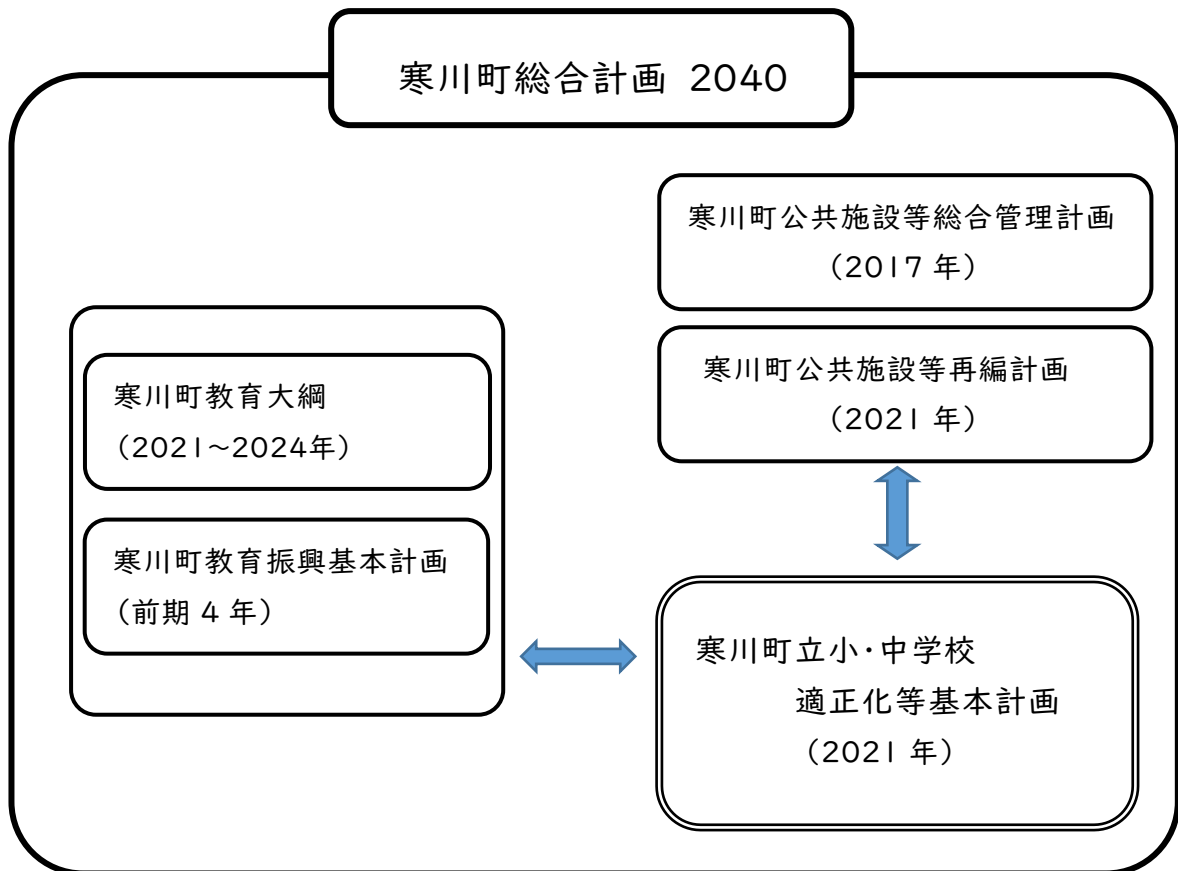 寒川町総合計画 2040
寒川町公共施設等総合管理計画
(2017 年)
寒川町公共施設等再編計画
(2021 年)
寒川町教育大綱
(2021~2024年)
寒川町教育振興基本計画
(前期 4 年)
寒川町立小・中学校
適正化等基本計画
(2021 年)